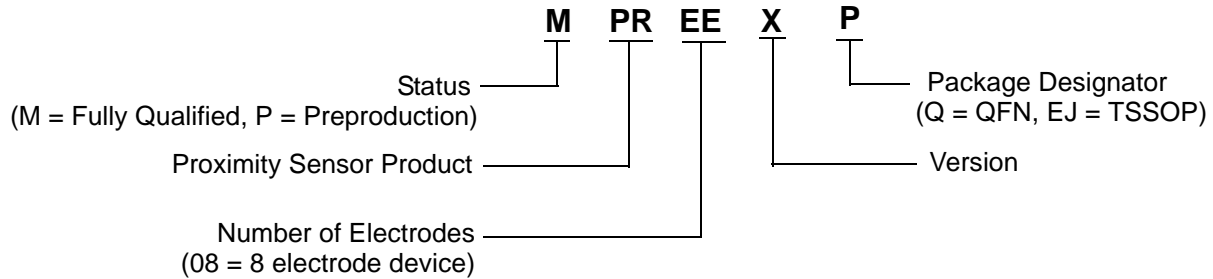 M PR EE X P
Status
(M = Fully Qualified, P = Preproduction)
Package Designator
(Q = QFN, EJ = TSSOP)
Proximity Sensor Product
Version
Number of Electrodes
(08 = 8 electrode device)